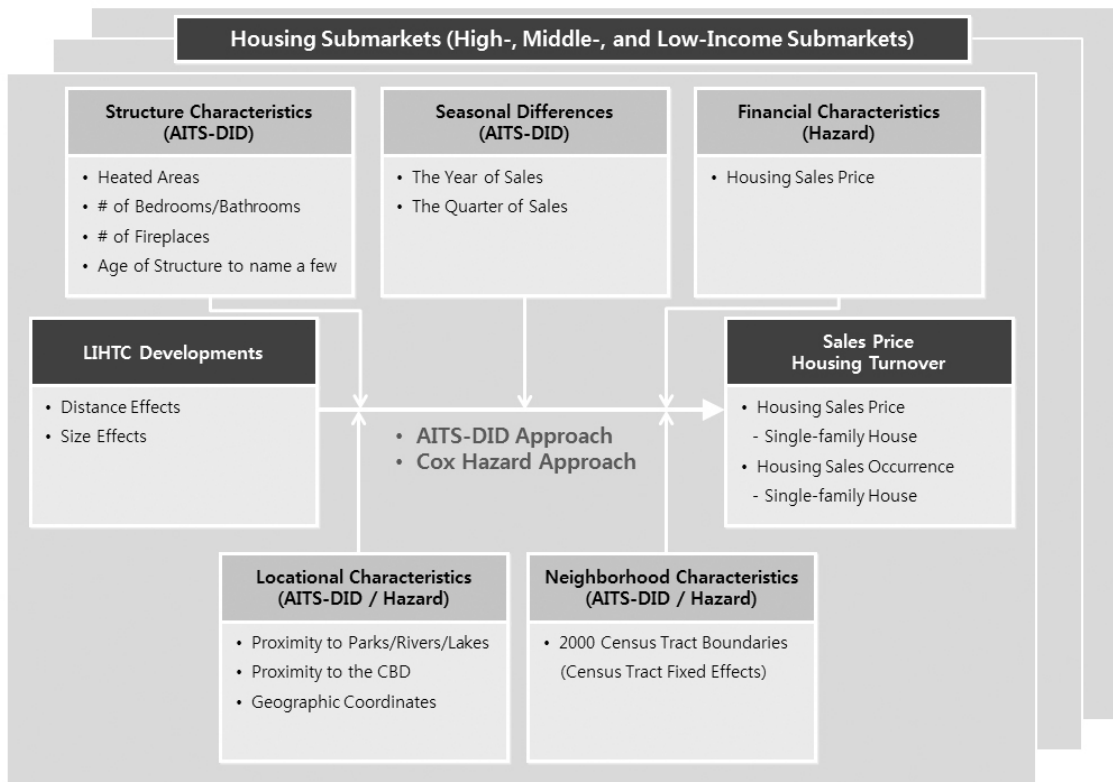 Housing Submarkets (High-, Middle-, and Low-Income Submarkets)
Structure Characteristics
(AITS-DID)
• Heated Areas
• # of Bedrooms/Bathrooms
• # of Fireplaces
• Age of Structure to name a few
Seasonal Differences
(AITS-DID)
• The Year of Sales
• The Quarter of Sales
Financial Characteristics
(Hazard)
• Housing Sales Price
LIHTC Developments
• Distance Effects
• Size Effects
• AITS-DID Approach
• Cox Hazard Approach
Sales Price
Housing Turnover
• Housing Sales Price
- Single-family House
• Housing Sales Occurrence
- Single-family House
Locational Characteristics
(AITS-DID / Hazard)
• Proximity to Parks/Rivers/Lakes
• Proximity to the CBD
• Geographic Coordinates
Neighborhood Characteristics
(AITS-DID / Hazard)
• 2000 Census Tract Boundaries
(Census Tract Fixed Effects)